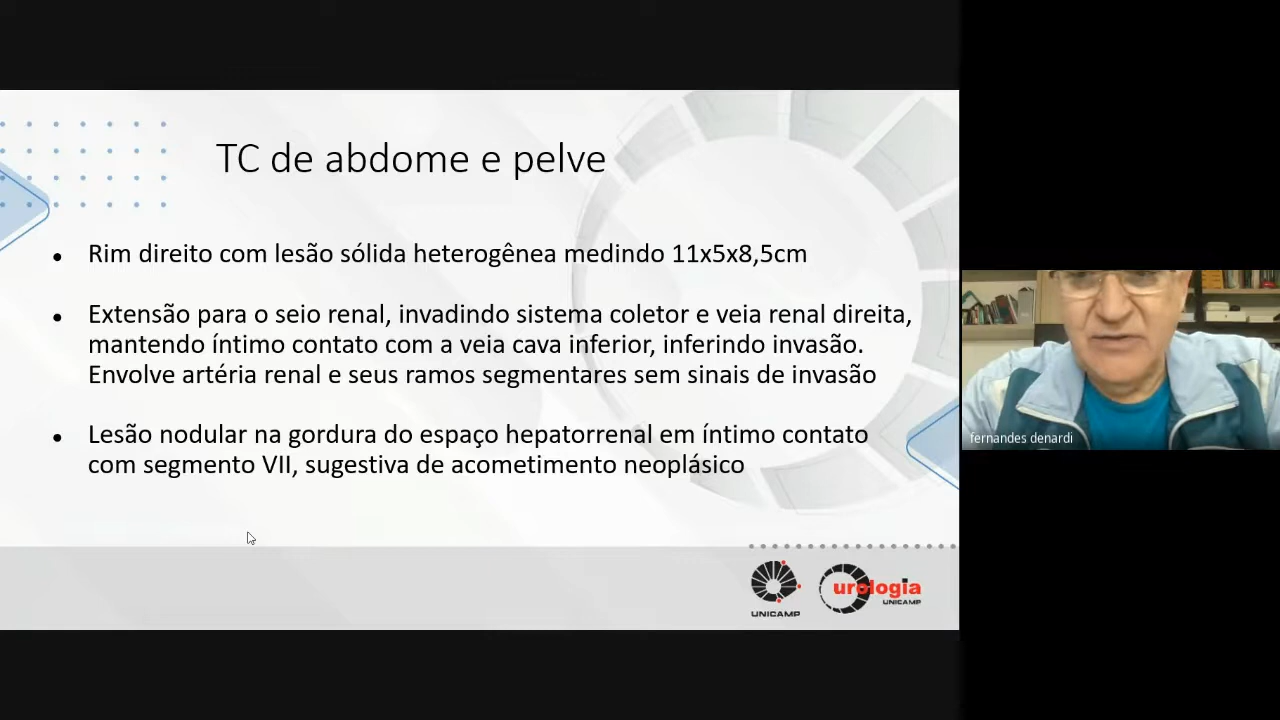 TC de abdome e pelve
• Rim direito com lesão sólida heterogênea medindo 11x5x8,5cm
• Extensão para o seio renal, invadindo sistema coletor e veia renal direita,
mantendo íntimo contato com a veia cava inferior, inferindo invasão.
Envolve artéria renal e seus ramos segmentares sem sinais de invasão
• Lesão nodular na gordura do espaço hepatorrenal em íntimo contato
com segmento VII, sugestiva de acometimento neoplásico
fernandes denardi
UNICAMP
urologia
UNICAMP